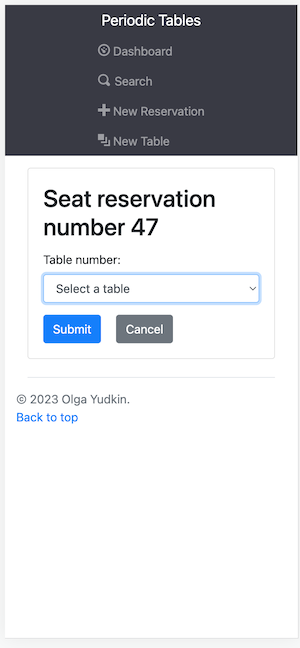 Periodic Tables
Dashboard
Search
New Reservation
New Table
Seat reservation
number 47
Table number:
Select a table
Submit Cancel
© 2023 Olga Yudkin.
Back to top